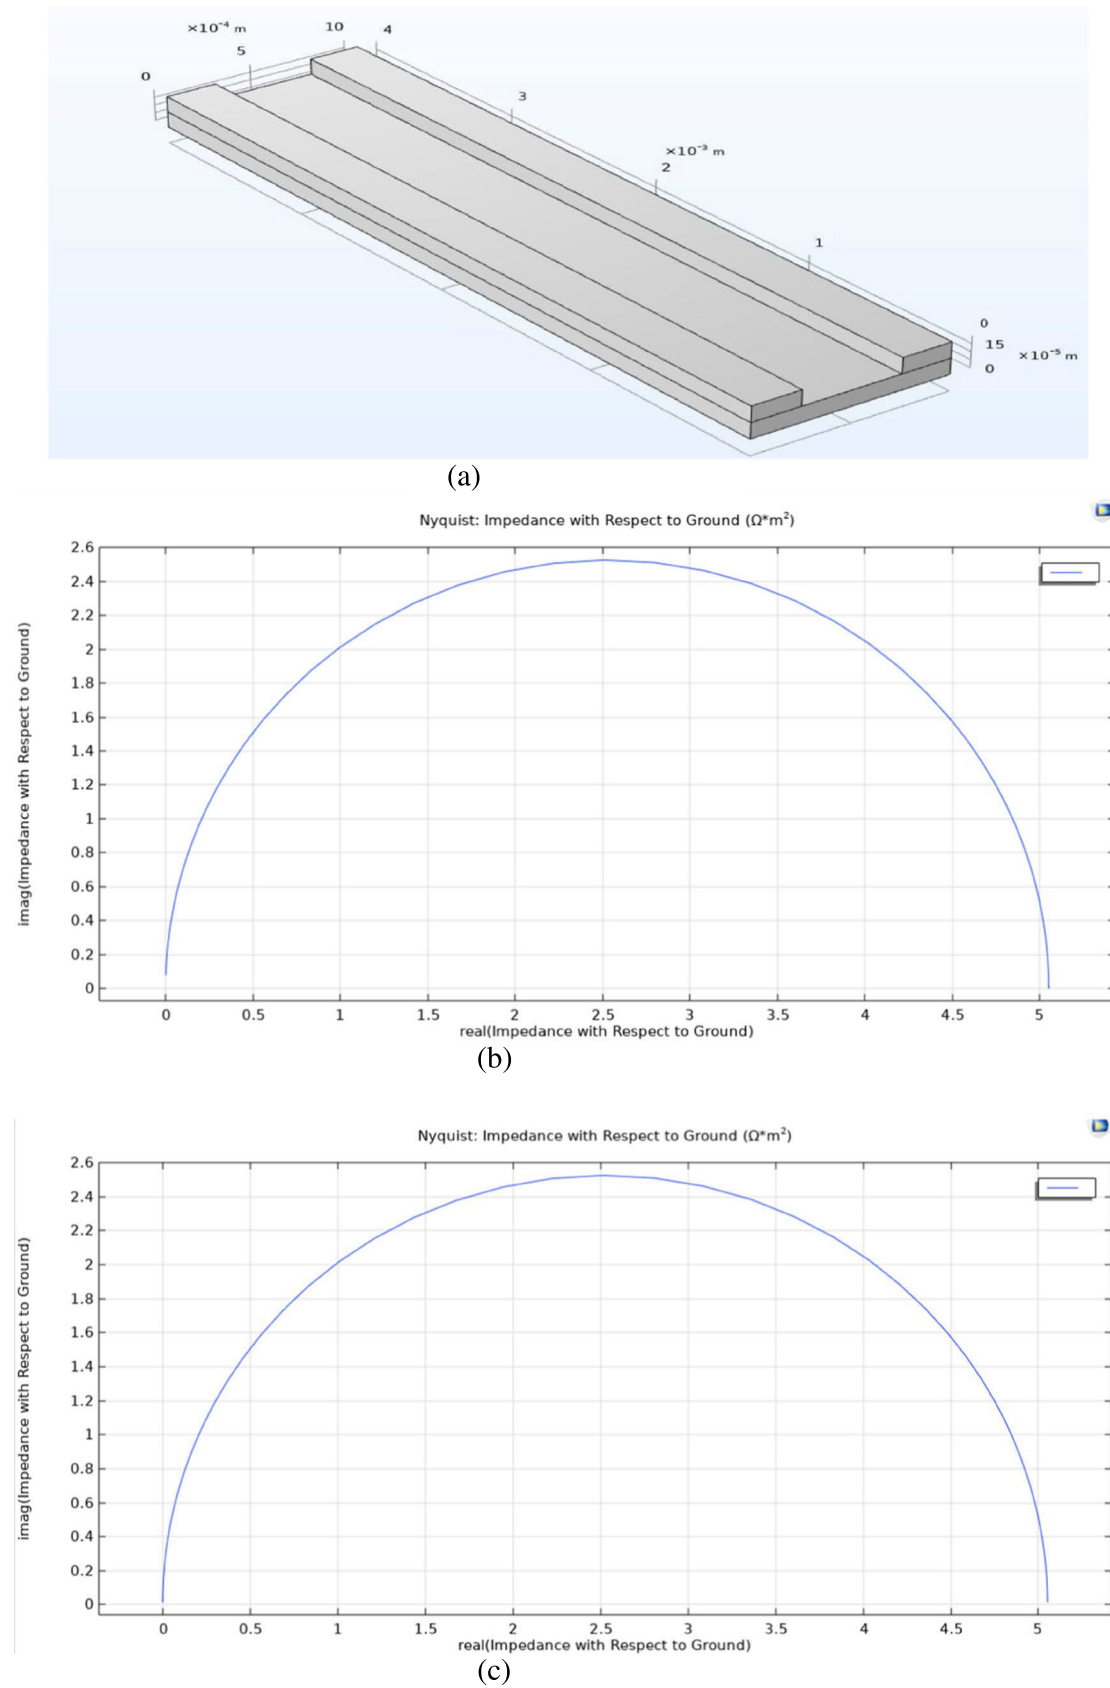 ×10⁻⁴ m
10
4
5
0
3
×10⁻³ m
2
1
0
15
×10⁻⁵ m
0
(a)
Nyquist: Impedance with Respect to Ground (Ω*m²)
2.6
2.4
2.2
2
1.8
1.6
1.4
1.2
1
0.8
0.6
0.4
0.2
0
imag(Impedance with Respect to Ground)
0 0.5 1 1.5 2 2.5 3 3.5 4 4.5 5
real(Impedance with Respect to Ground)
(b)
Nyquist: Impedance with Respect to Ground (Ω*m²)
2.6
2.4
2.2
2
1.8
1.6
1.4
1.2
1
0.8
0.6
0.4
0.2
0
imag(Impedance with Respect to Ground)
0 0.5 1 1.5 2 2.5 3 3.5 4 4.5 5
real(Impedance with Respect to Ground)
(c)